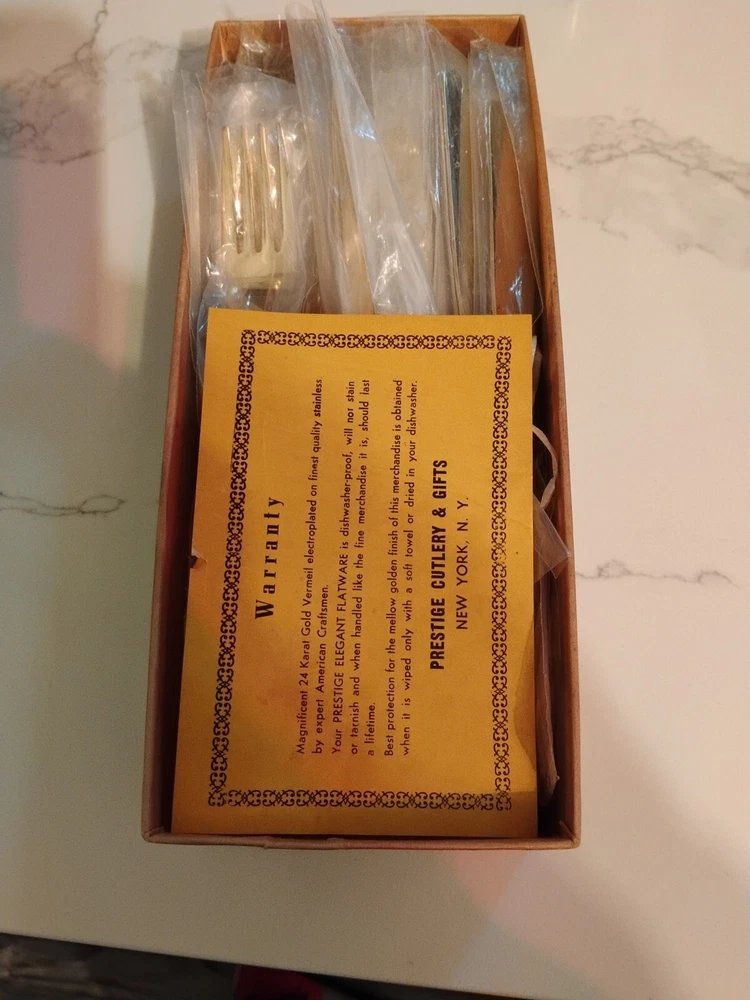 Warranty
Magnificent 24 Karat Gold Vermeil electroplated on finest quality stainless
by expert American Craftsmen.
Your PRESTIGE ELEGANT FLATWARE is dishwasher-proof, will nor stain
or tarnish and when handled like the fine merchandise it is, should last
a lifetime.
Best protection for the mellow golden finish of this merchandise is obtained
when it is wiped only with a soft towel or dried in your dishwasher.
PRESTIGE CUTLERY & GIFTS
NEW YORK, N. Y.